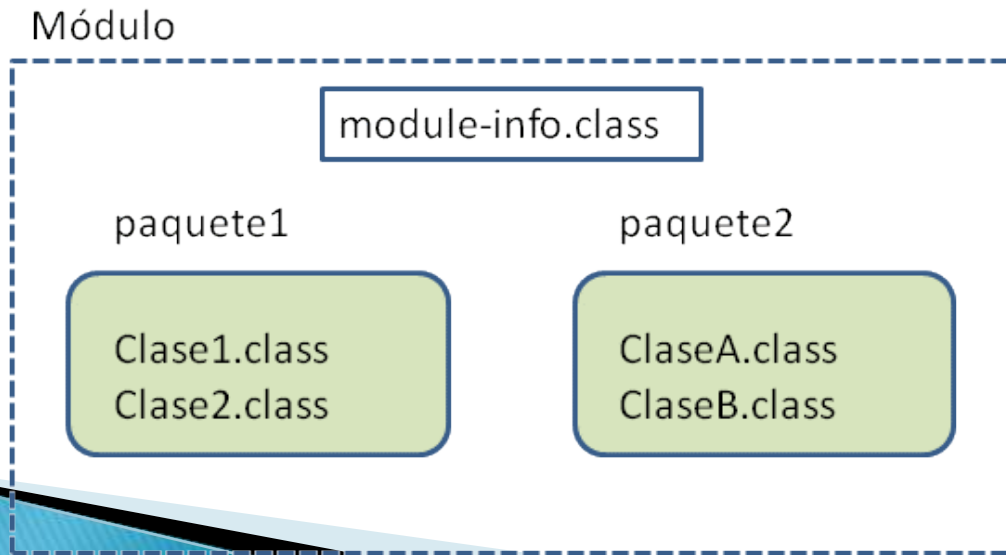 Módulo
module-info.class
paquete1
paquete2
Clase1.class
Clase2.class
ClaseA.class
ClaseB.class